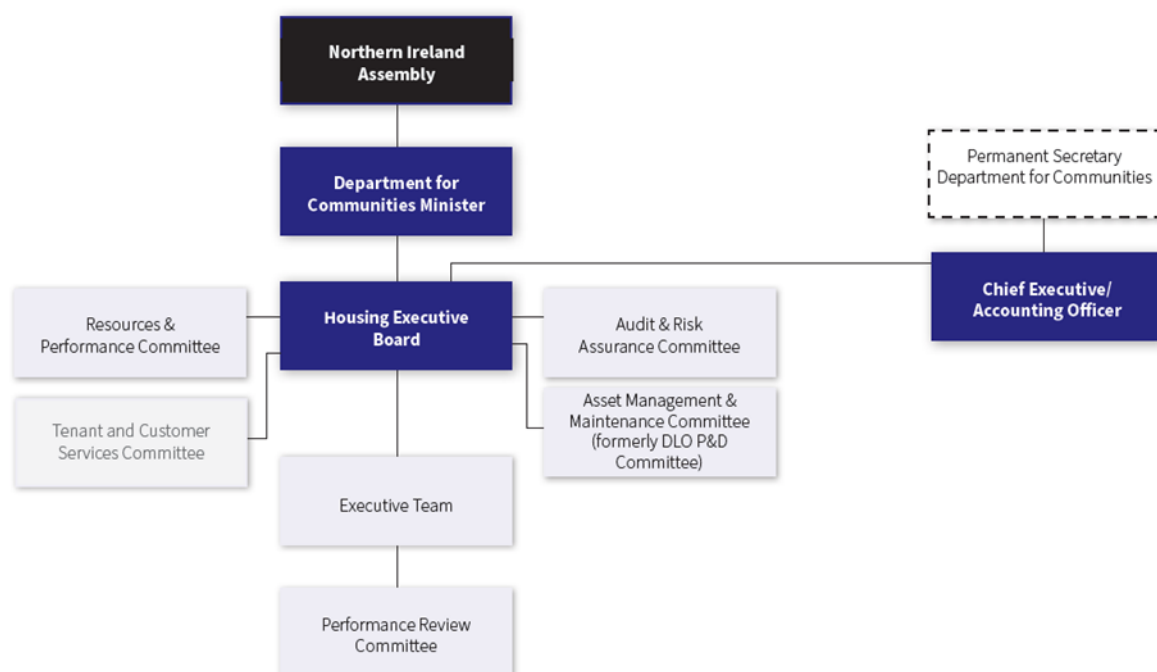 Northern Ireland
Assembly
Department for
Communities Minister
Permanent Secretary
Department for Communities
Chief Executive/
Accounting Officer
Housing Executive
Board
Resources &
Performance Committee
Audit & Risk
Assurance Committee
Tenant and Customer
Services Committee
Asset Management &
Maintenance Committee
(formerly DLO P&D
Committee)
Executive Team
Performance Review
Committee